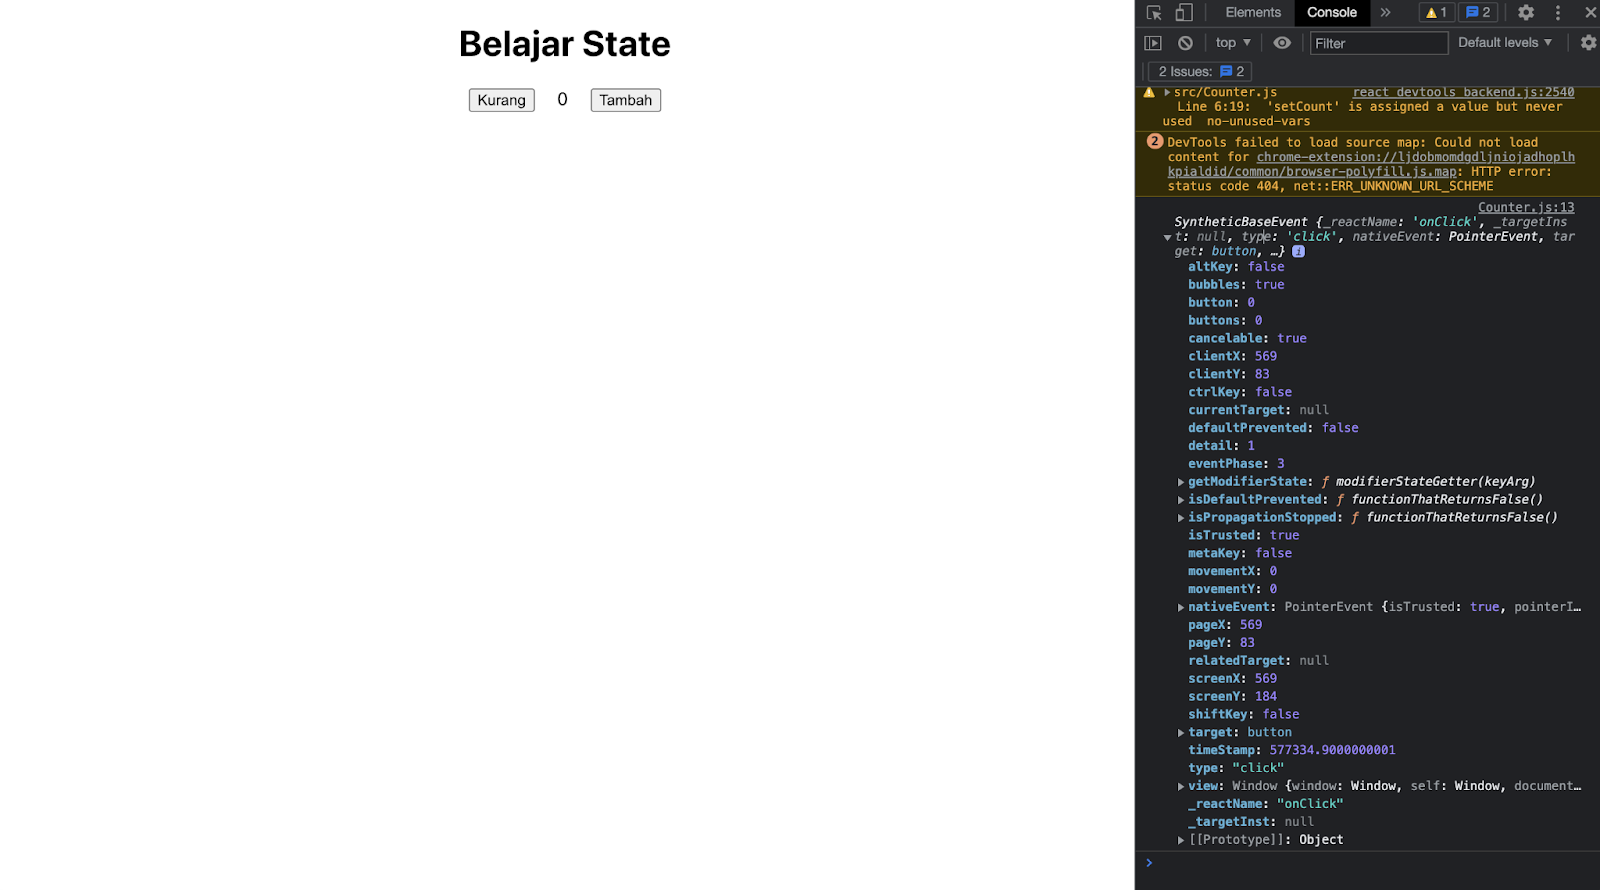 Belajar State
Kurang 0 Tambah
Elements Console » 1 2
top ▼ Filter Default levels ▼
2 Issues: 2
src/Counter.js react_devtools_backend.js:2540
Line 6:19: 'setCount' is assigned a value but never
used no-unused-vars
2 DevTools failed to load source map: Could not load
content for chrome-extension://ljdobmomdgdljniojadhoplh
kpialdid/common/browser-polyfill.js.map: HTTP error:
status code 404, net::ERR_UNKNOWN_URL_SCHEME
Counter.js:13
SyntheticBaseEvent {_reactName: 'onClick', _targetIns
t: null, type: 'click', nativeEvent: PointerEvent, tar
get: button, …} i
altKey: false
bubbles: true
button: 0
buttons: 0
cancelable: true
clientX: 569
clientY: 83
ctrlKey: false
currentTarget: null
defaultPrevented: false
detail: 1
eventPhase: 3
getModifierState: ƒ modifierStateGetter(keyArg)
isDefaultPrevented: ƒ functionThatReturnsFalse()
isPropagationStopped: ƒ functionThatReturnsFalse()
isTrusted: true
metaKey: false
movementX: 0
movementY: 0
nativeEvent: PointerEvent {isTrusted: true, pointerI…
pageX: 569
pageY: 83
relatedTarget: null
screenX: 569
screenY: 184
shiftKey: false
target: button
timeStamp: 577334.9000000001
type: "click"
view: Window {window: Window, self: Window, document…
_reactName: "onClick"
_targetInst: null
[[Prototype]]: Object